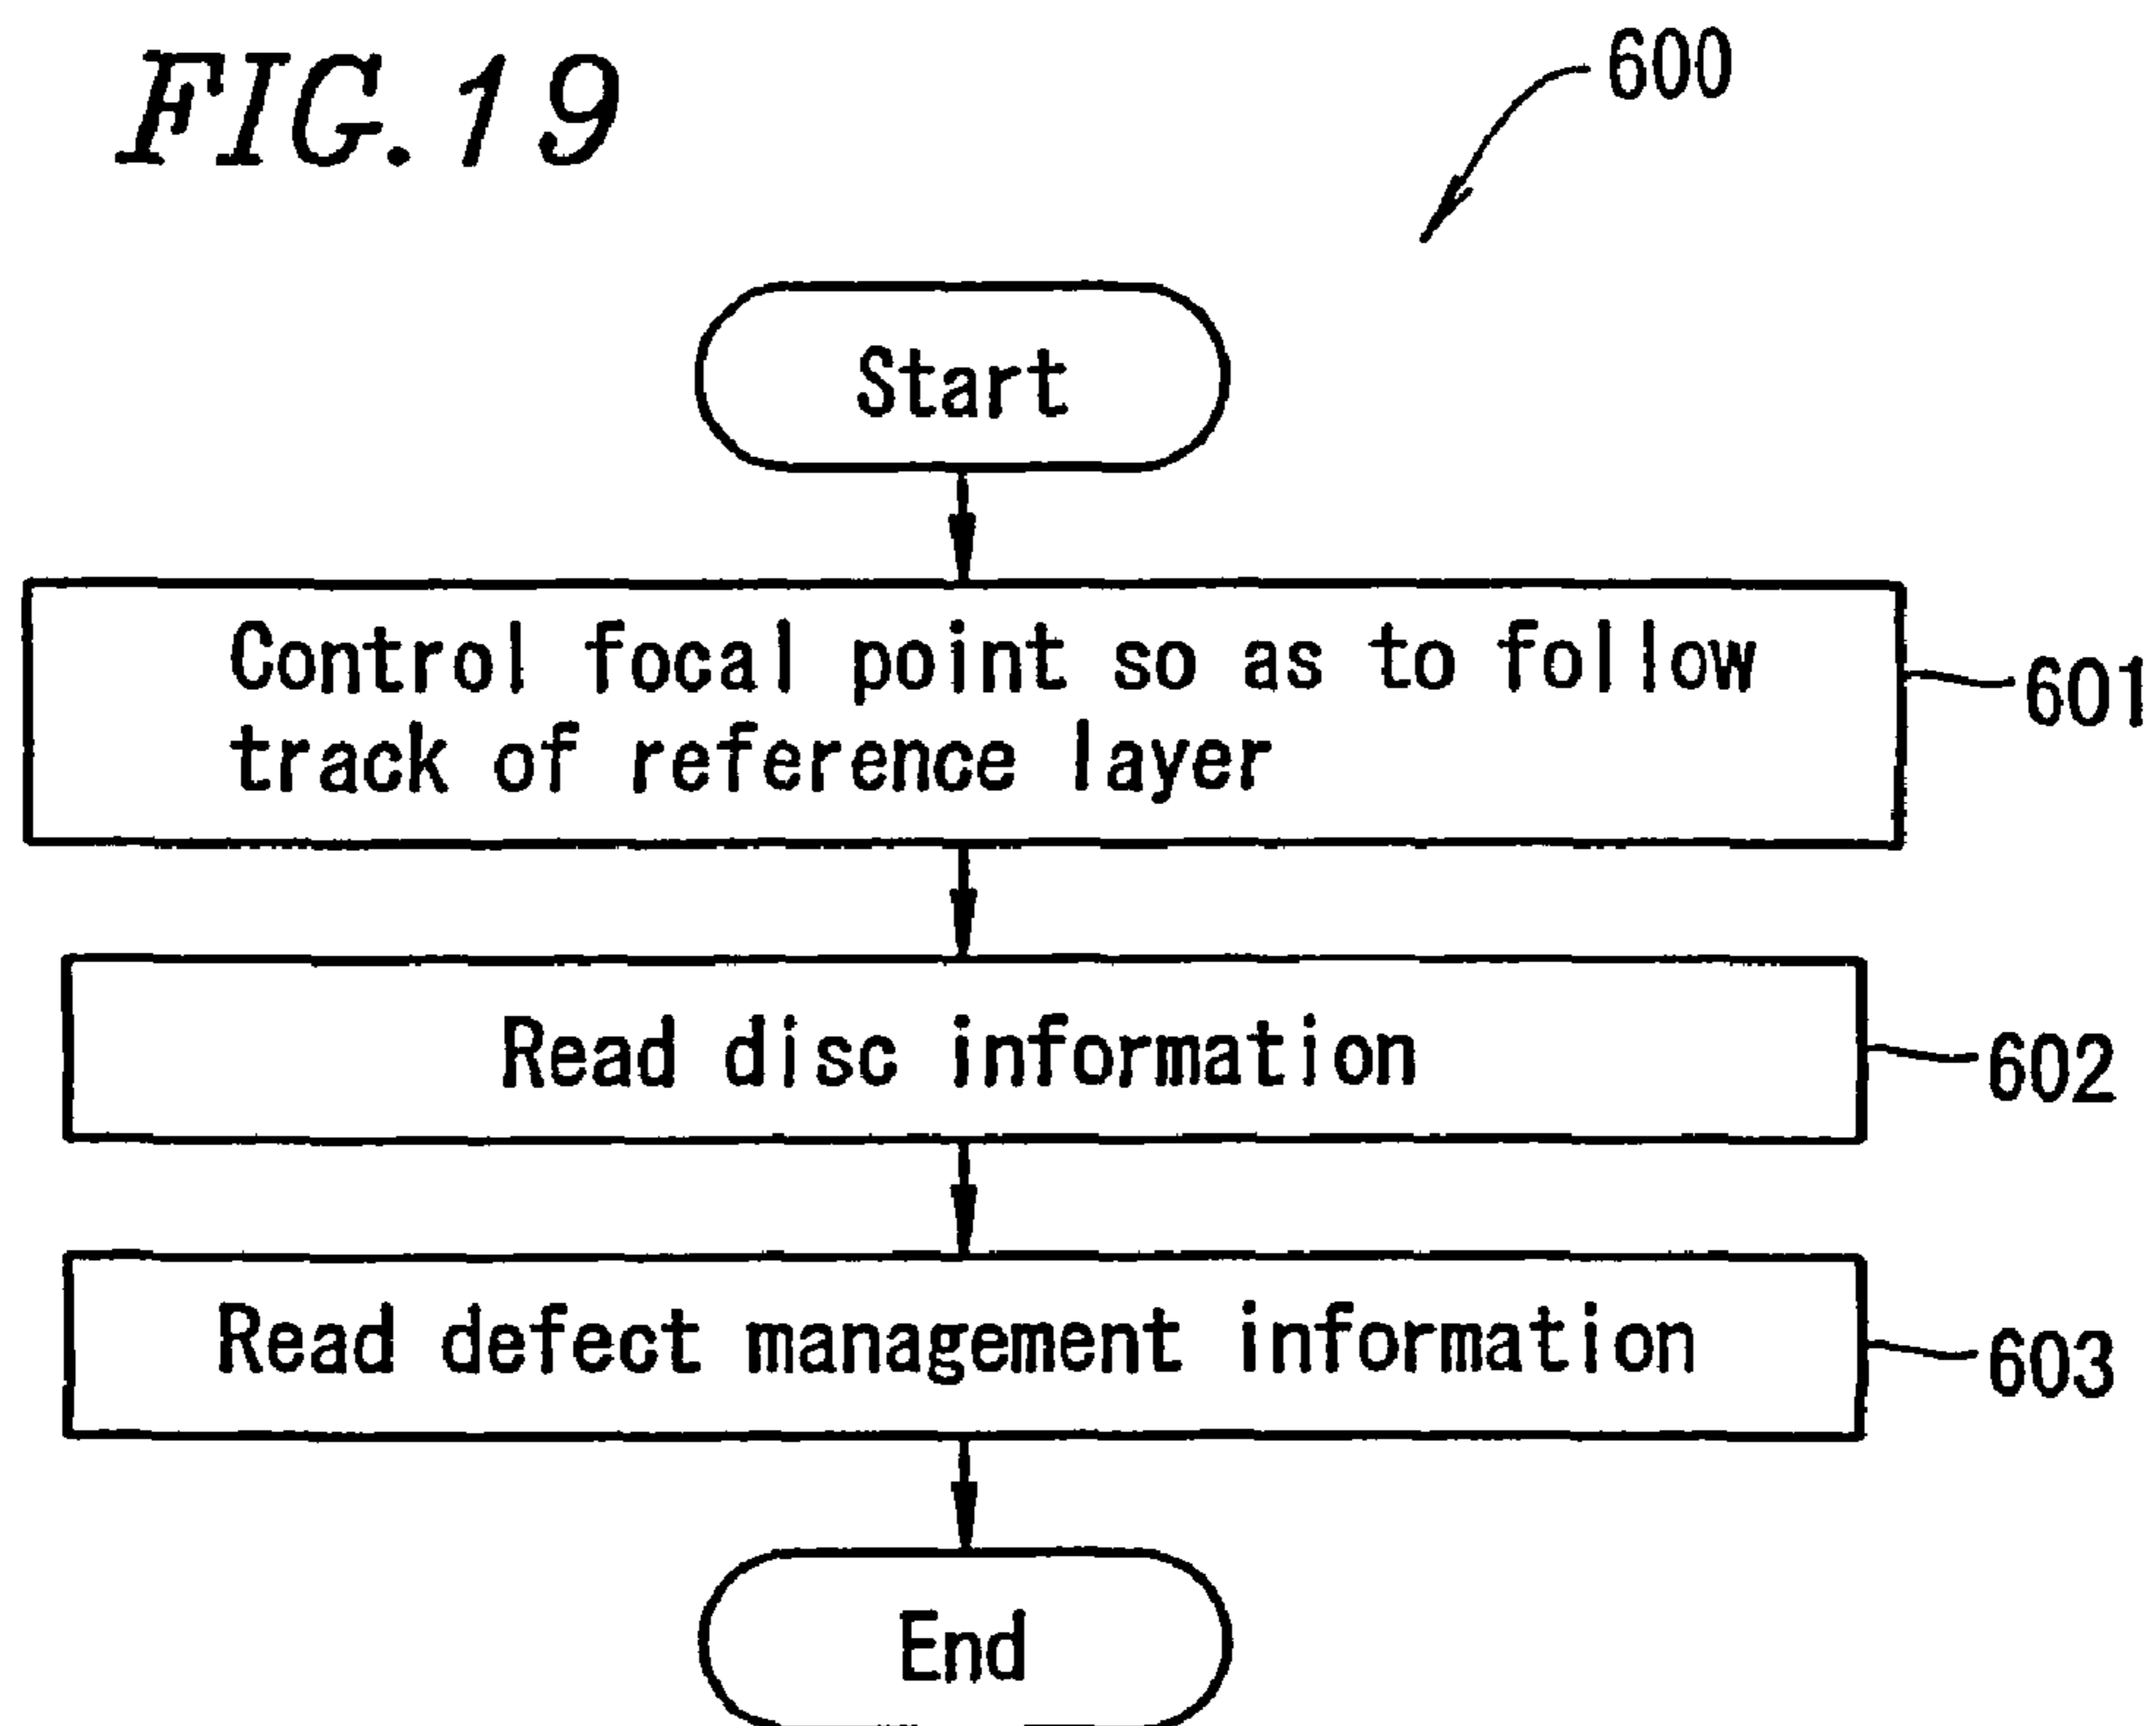 FIG.19
600
Start
Control focal point so as to follow
track of reference layer
601
Read disc information
602
Read defect management information
603
End